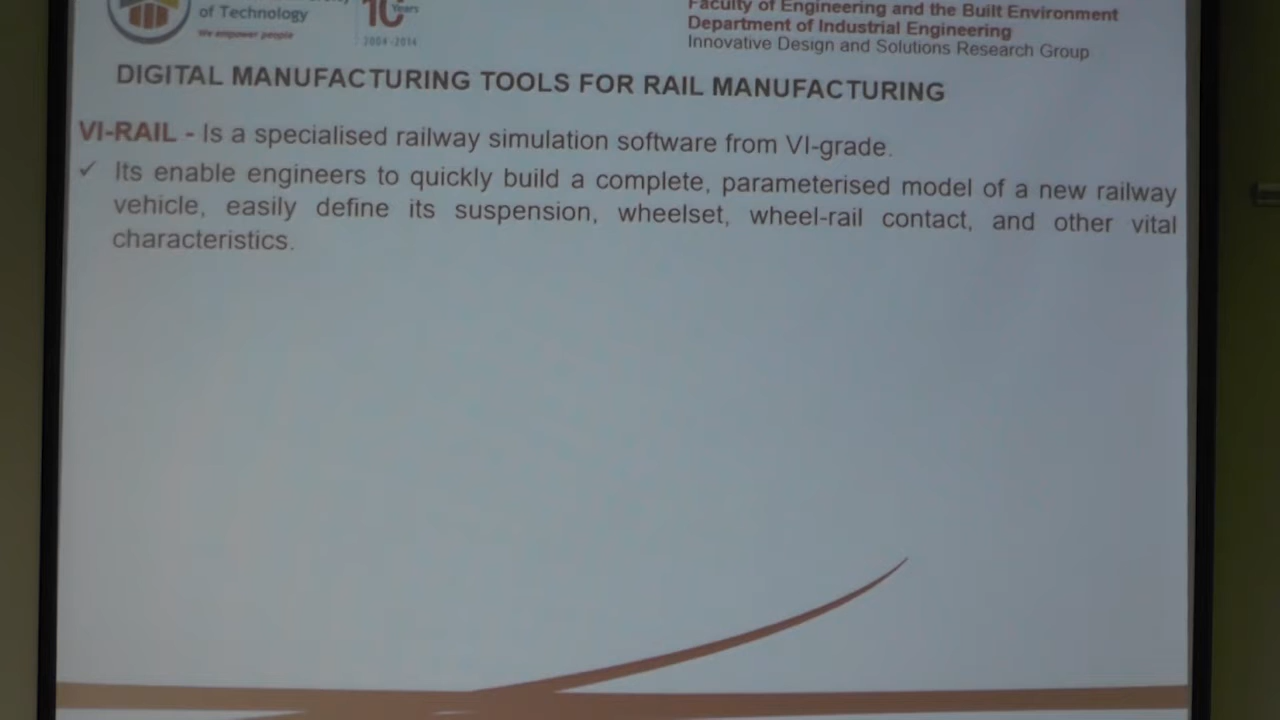 of Technology
We empower people
10 Years
2004-2014
Faculty of Engineering and the Built Environment
Department of Industrial Engineering
Innovative Design and Solutions Research Group
DIGITAL MANUFACTURING TOOLS FOR RAIL MANUFACTURING
VI-RAIL - Is a specialised railway simulation software from VI-grade.
✓ Its enable engineers to quickly build a complete, parameterised model of a new railway
vehicle, easily define its suspension, wheelset, wheel-rail contact, and other vital
characteristics.